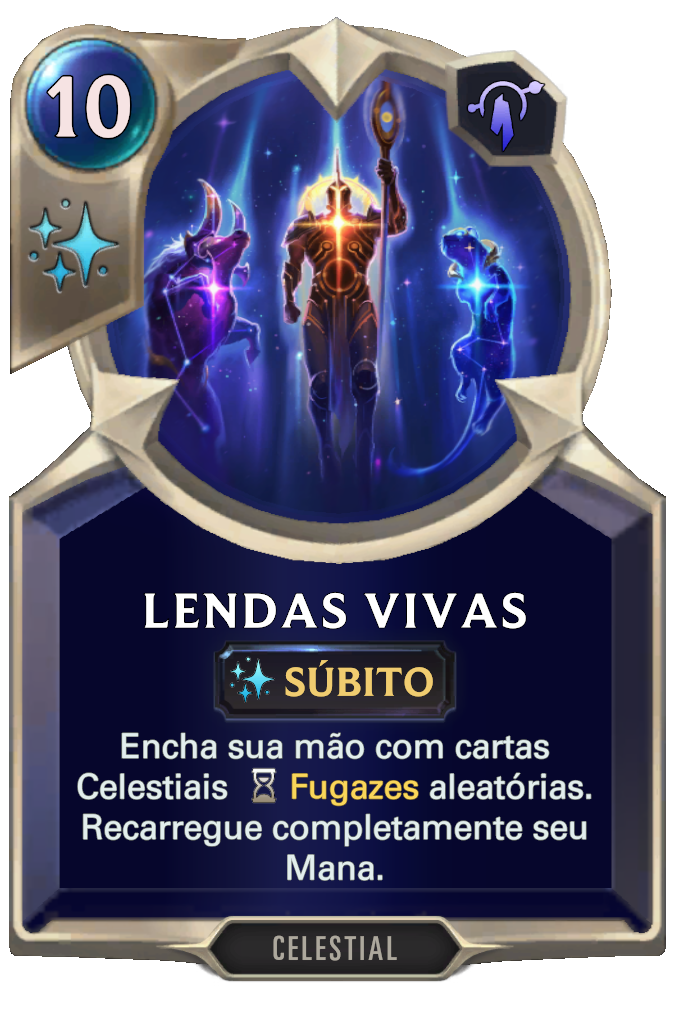 10
LENDAS VIVAS
SÚBITO
Encha sua mão com cartas
Celestiais Fugazes aleatórias.
Recarregue completamente seu
Mana.
CELESTIAL